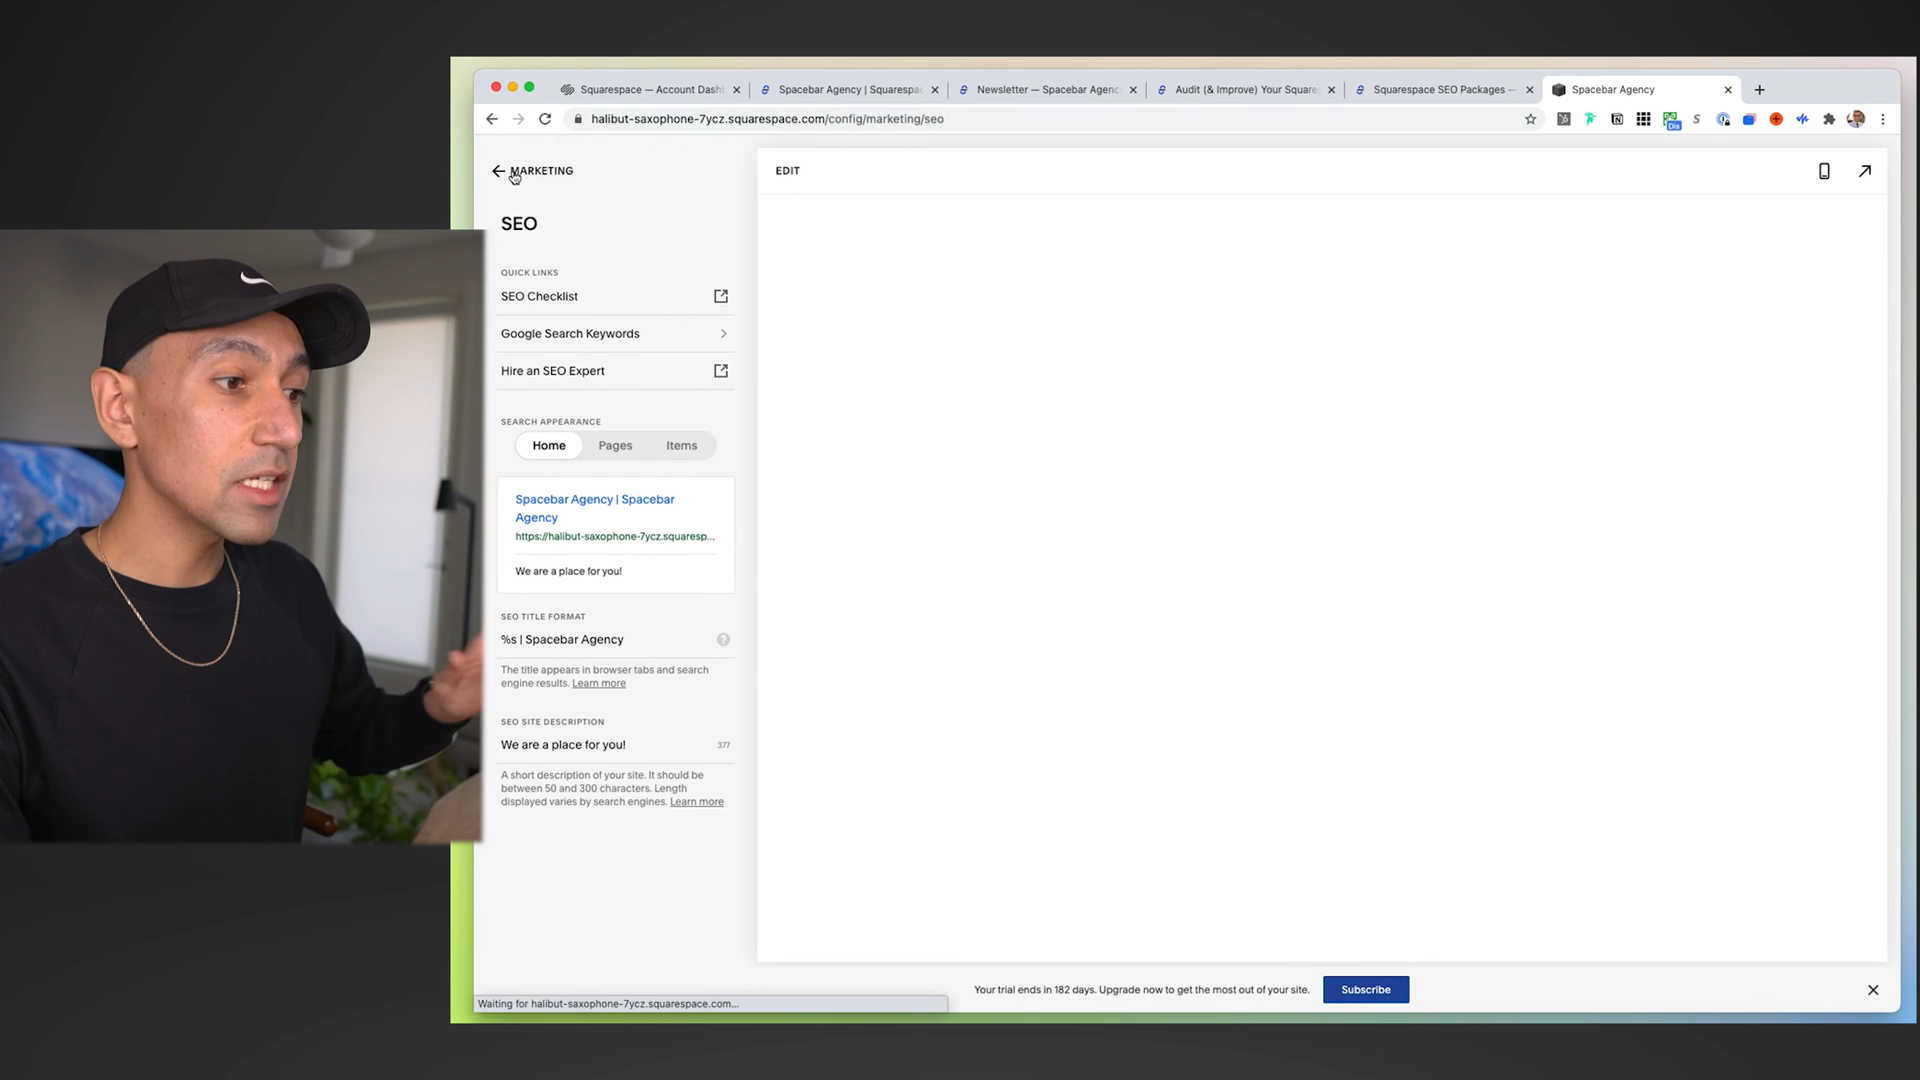 Squarespace — Account Dash
Spacebar Agency | Squarespac
Newsletter — Spacebar Agenc
Audit (& Improve) Your Square
Squarespace SEO Packages —
Spacebar Agency
halibut-saxophone-7ycz.squarespace.com/config/marketing/seo
Dis
MARKETING
EDIT
SEO
QUICK LINKS
SEO Checklist
Google Search Keywords
Hire an SEO Expert
SEARCH APPEARANCE
Home
Pages
Items
Spacebar Agency | Spacebar
Agency
https://halibut-saxophone-7ycz.squaresp...
We are a place for you!
SEO TITLE FORMAT
%s | Spacebar Agency
?
The title appears in browser tabs and search
engine results. Learn more
SEO SITE DESCRIPTION
We are a place for you!
377
A short description of your site. It should be
between 50 and 300 characters. Length
displayed varies by search engines. Learn more
Your trial ends in 182 days. Upgrade now to get the most out of your site.
Subscribe
Waiting for halibut-saxophone-7ycz.squarespace.com...